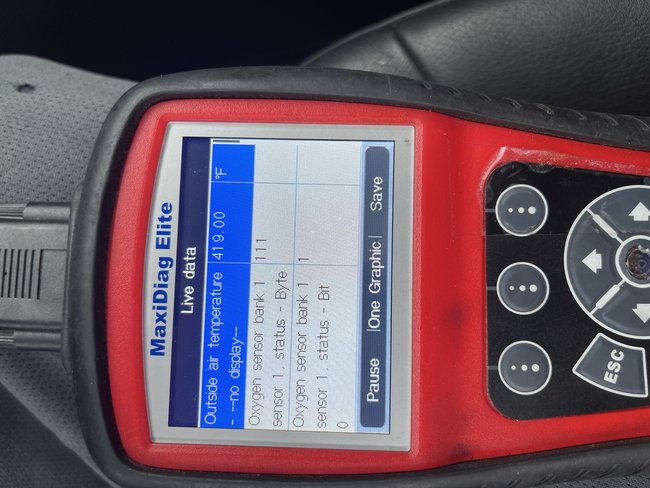 MaxiDiag Elite
Live data
Outside air temperature 419.00 °F
- --no display--
Oxygen sensor bank 1 111
sensor 1, status - Byte
Oxygen sensor bank 1 1
sensor 1, status - Bit
0
Pause |One Graphic| Save
ESC